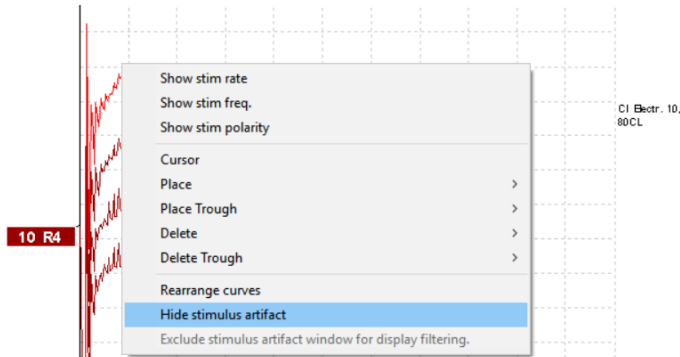 Show stim rate
Show stim freq.
Show stim polarity
CI Electr. 10,
80CL
Cursor
Place
Place Trough
10 R4
Delete
Delete Trough
Rearrange curves
Hide stimulus artifact
Exclude stimulus artifact window for display filtering.